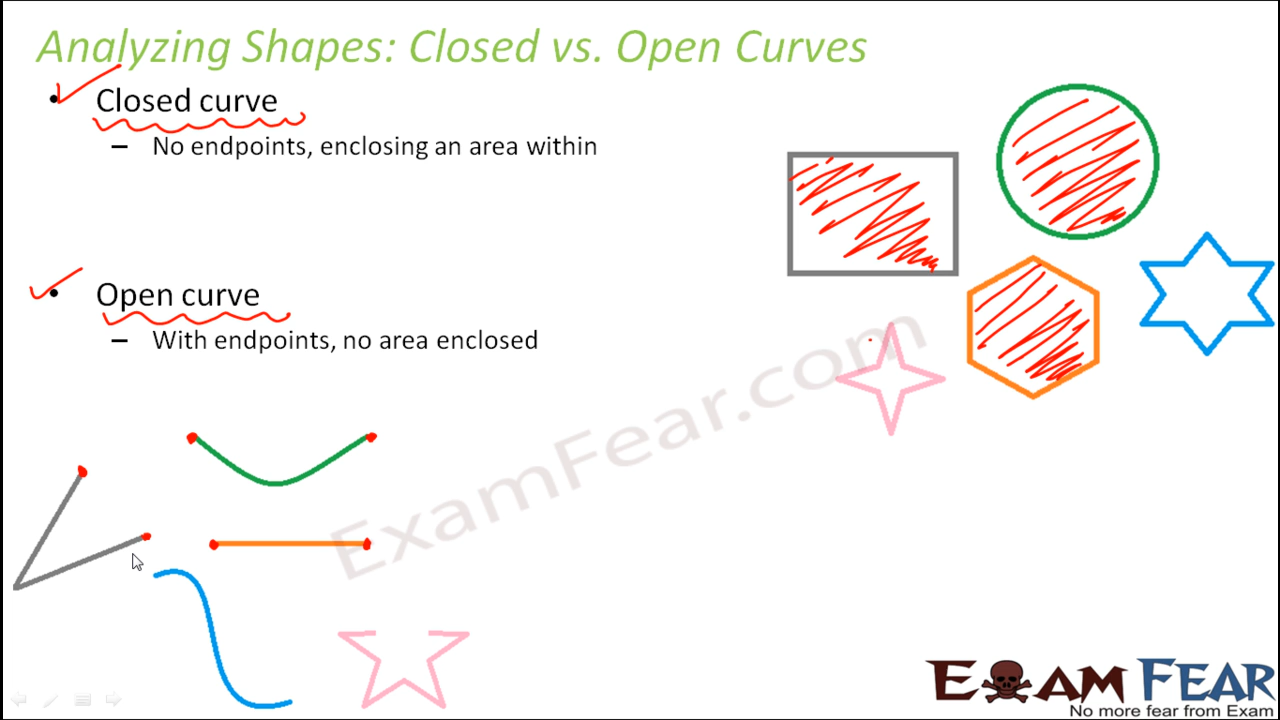 Analyzing Shapes: Closed vs. Open Curves
• Closed curve
– No endpoints, enclosing an area within
• Open curve
– With endpoints, no area enclosed
ExamFear.com
EXAM FEAR
No more fear from Exam